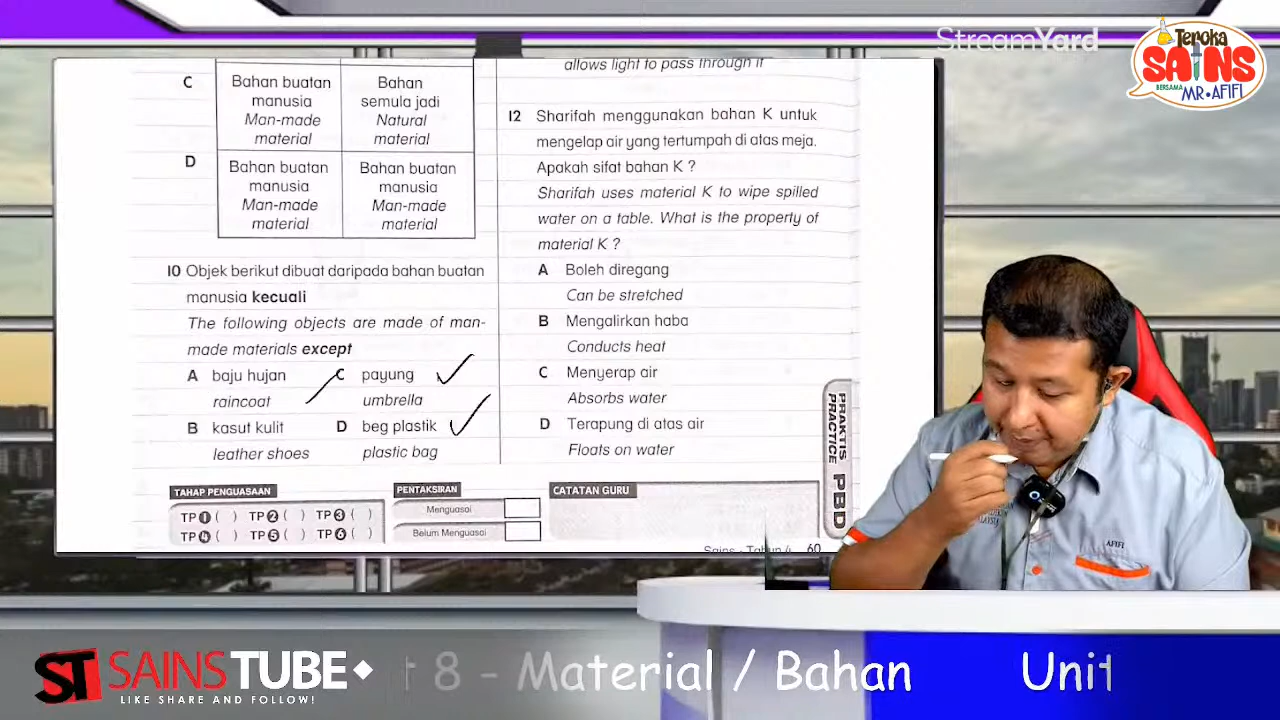 StreamYard
Teroka
SAINS
BERSAMA
MR•AFIFI
C
Bahan buatan
manusia
Man-made
material
Bahan
semula jadi
Natural
material
D
Bahan buatan
manusia
Man-made
material
Bahan buatan
manusia
Man-made
material
10 Objek berikut dibuat daripada bahan buatan
manusia kecuali
The following objects are made of man-
made materials except
A baju hujan
raincoat
B kasut kulit
leather shoes
C payung
umbrella
D beg plastik
plastic bag
allows light to pass through it
12 Sharifah menggunakan bahan K untuk
mengelap air yang tertumpah di atas meja.
Apakah sifat bahan K ?
Sharifah uses material K to wipe spilled
water on a table. What is the property of
material K ?
A Boleh diregang
Can be stretched
B Mengalirkan haba
Conducts heat
C Menyerap air
Absorbs water
D Terapung di atas air
Floats on water
PRAKTIS
PRACTICE PBD
TAHAP PENGUASAAN
TP1 ( ) TP2 ( ) TP3 ( )
TP4 ( ) TP5 ( ) TP6 ( )
PENTAKSIRAN
Menguasai
Belum Menguasai
CATATAN GURU
Sains • Tahun 4 60
AFIFI
ST SAINSTUBE
LIKE SHARE AND FOLLOW!
t 8 - Material / Bahan Unit